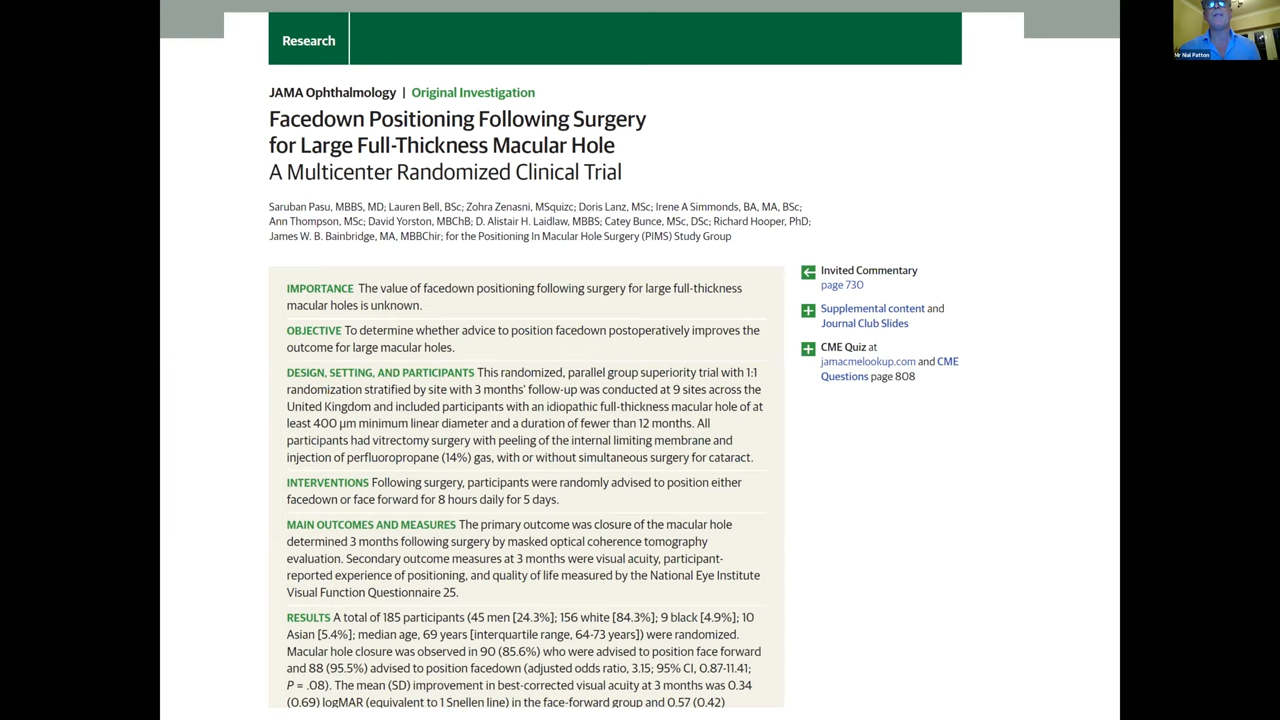 Research
JAMA Ophthalmology | Original Investigation
Facedown Positioning Following Surgery
for Large Full-Thickness Macular Hole
A Multicenter Randomized Clinical Trial
Saruban Pasu, MBBS, MD; Lauren Bell, BSc; Zohra Zenasni, MSquizc; Doris Lanz, MSc; Irene A Simmonds, BA, MA, BSc;
Ann Thompson, MSc; David Yorston, MBChB; D. Alistair H. Laidlaw, MBBS; Catey Bunce, MSc, DSc; Richard Hooper, PhD;
James W. B. Bainbridge, MA, MBBChir; for the Positioning In Macular Hole Surgery (PIMS) Study Group
IMPORTANCE The value of facedown positioning following surgery for large full-thickness
macular holes is unknown.
OBJECTIVE To determine whether advice to position facedown postoperatively improves the
outcome for large macular holes.
DESIGN, SETTING, AND PARTICIPANTS This randomized, parallel group superiority trial with 1:1
randomization stratified by site with 3 months' follow-up was conducted at 9 sites across the
United Kingdom and included participants with an idiopathic full-thickness macular hole of at
least 400 μm minimum linear diameter and a duration of fewer than 12 months. All
participants had vitrectomy surgery with peeling of the internal limiting membrane and
injection of perfluoropropane (14%) gas, with or without simultaneous surgery for cataract.
INTERVENTIONS Following surgery, participants were randomly advised to position either
facedown or face forward for 8 hours daily for 5 days.
MAIN OUTCOMES AND MEASURES The primary outcome was closure of the macular hole
determined 3 months following surgery by masked optical coherence tomography
evaluation. Secondary outcome measures at 3 months were visual acuity, participant-
reported experience of positioning, and quality of life measured by the National Eye Institute
Visual Function Questionnaire 25.
RESULTS A total of 185 participants (45 men [24.3%]; 156 white [84.3%]; 9 black [4.9%]; 10
Asian [5.4%]; median age, 69 years [interquartile range, 64-73 years]) were randomized.
Macular hole closure was observed in 90 (85.6%) who were advised to position face forward
and 88 (95.5%) advised to position facedown (adjusted odds ratio, 3.15; 95% CI, 0.87-11.41;
P = .08). The mean (SD) improvement in best-corrected visual acuity at 3 months was 0.34
(0.69) logMAR (equivalent to 1 Snellen line) in the face-forward group and 0.57 (0.42)
Invited Commentary
page 730
Supplemental content and
Journal Club Slides
CME Quiz at
jamacmelookup.com and CME
Questions page 808
Mr Nial Patton